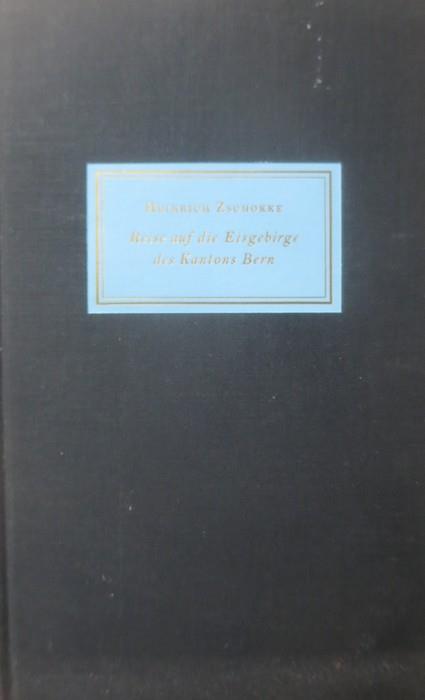 Heinrich Zschokke
Reise auf die Eisgebirge
des Kantons Bern